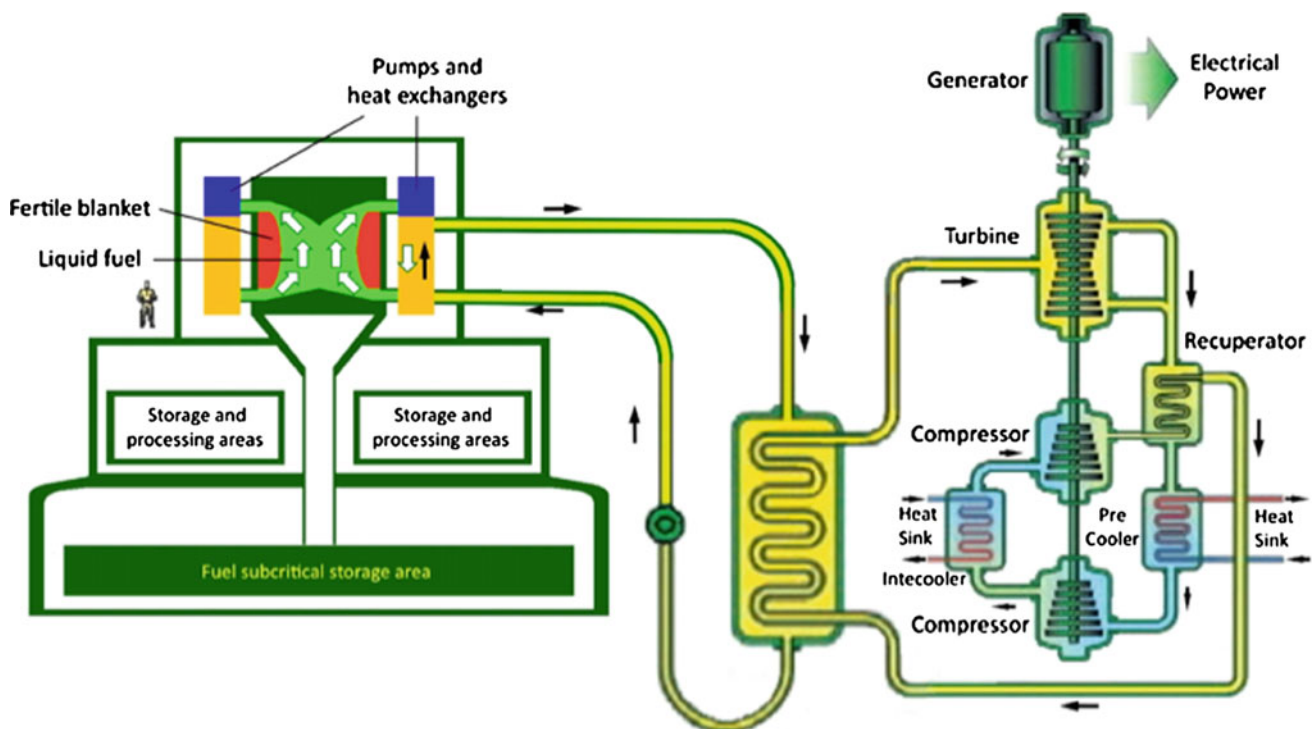 Pumps and
heat exchangers
Fertile blanket
Liquid fuel
Storage and
processing areas
Storage and
processing areas
Fuel subcritical storage area
Generator
Electrical
Power
Turbine
Recuperator
Compressor
Heat
Sink
Pre
Cooler
Heat
Sink
Intecooler
Compressor